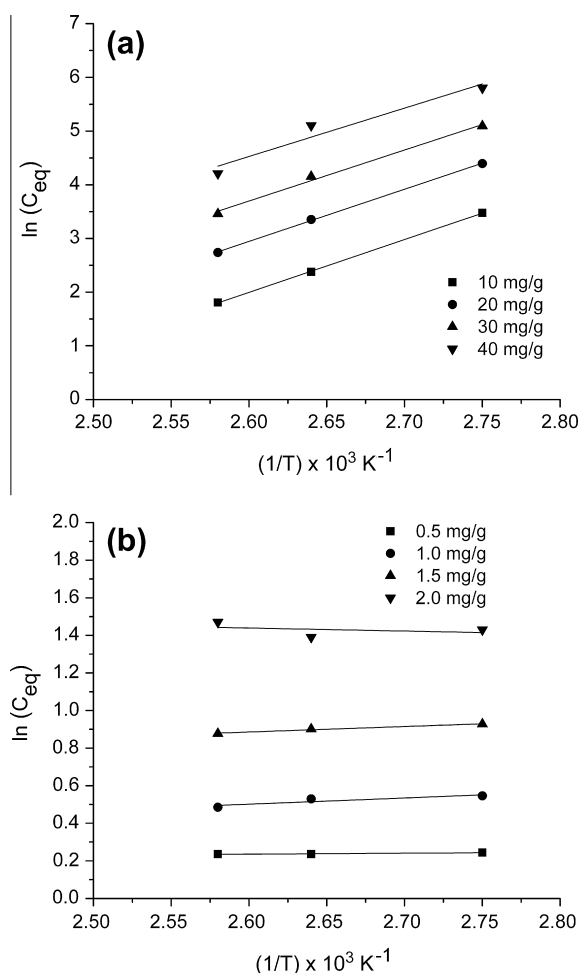 (a)
ln (Ceq)
6
5
4
3
2
1
0
10 mg/g
20 mg/g
30 mg/g
40 mg/g
2.50 2.55 2.60 2.65 2.70 2.75 2.80
(1/T) x 10³ K⁻¹
(b)
ln (Ceq)
2.0
1.8
1.6
1.4
1.2
1.0
0.8
0.6
0.4
0.2
0.0
0.5 mg/g
1.0 mg/g
1.5 mg/g
2.0 mg/g
2.50 2.55 2.60 2.65 2.70 2.75 2.80
(1/T) x 10³ K⁻¹